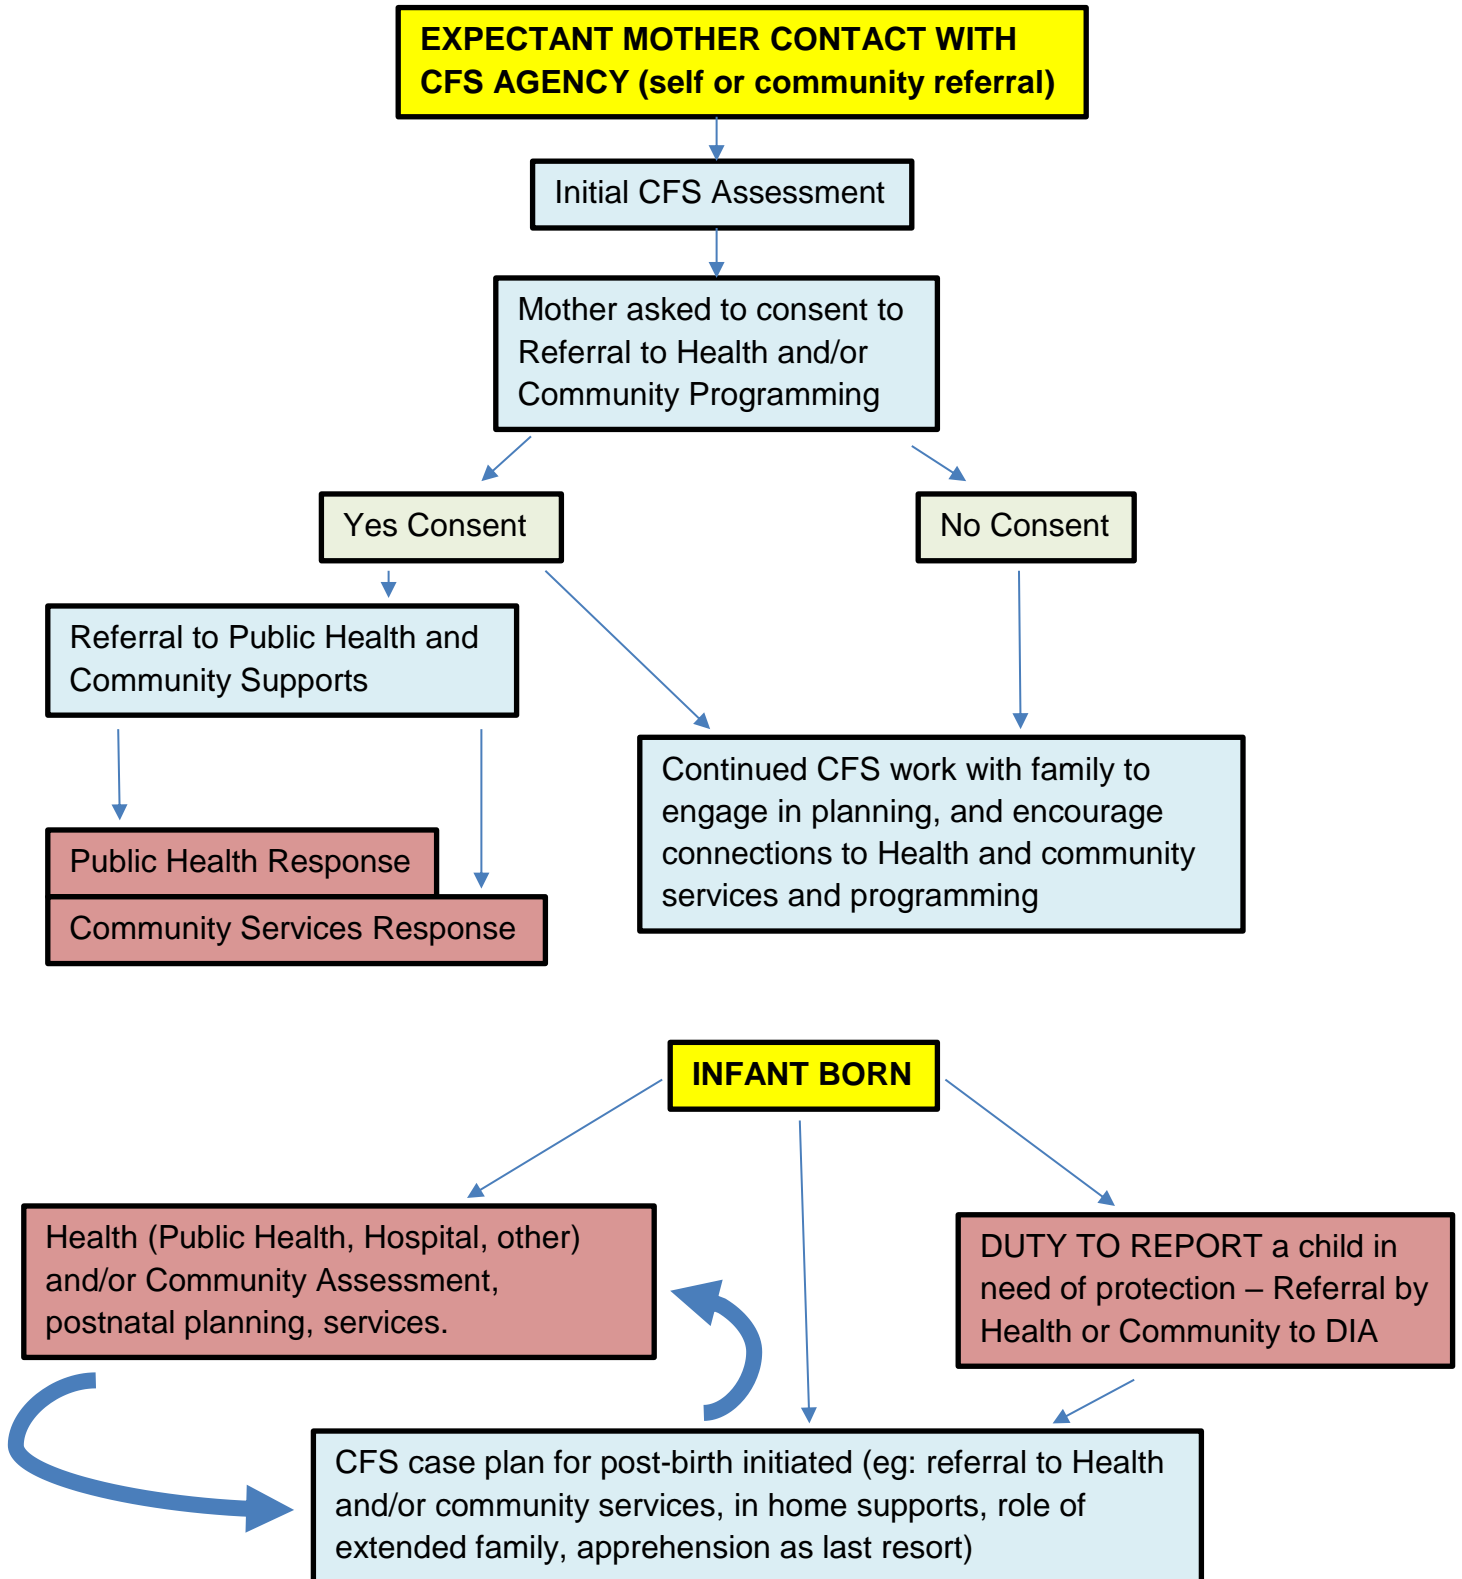 EXPECTANT MOTHER CONTACT WITH
CFS AGENCY (self or community referral)
Initial CFS Assessment
Mother asked to consent to
Referral to Health and/or
Community Programming
Yes Consent
No Consent
Referral to Public Health and
Community Supports
Continued CFS work with family to
engage in planning, and encourage
connections to Health and community
services and programming
Public Health Response
Community Services Response
INFANT BORN
Health (Public Health, Hospital, other)
and/or Community Assessment,
postnatal planning, services.
DUTY TO REPORT a child in
need of protection – Referral by
Health or Community to DIA
CFS case plan for post-birth initiated (eg: referral to Health
and/or community services, in home supports, role of
extended family, apprehension as last resort)